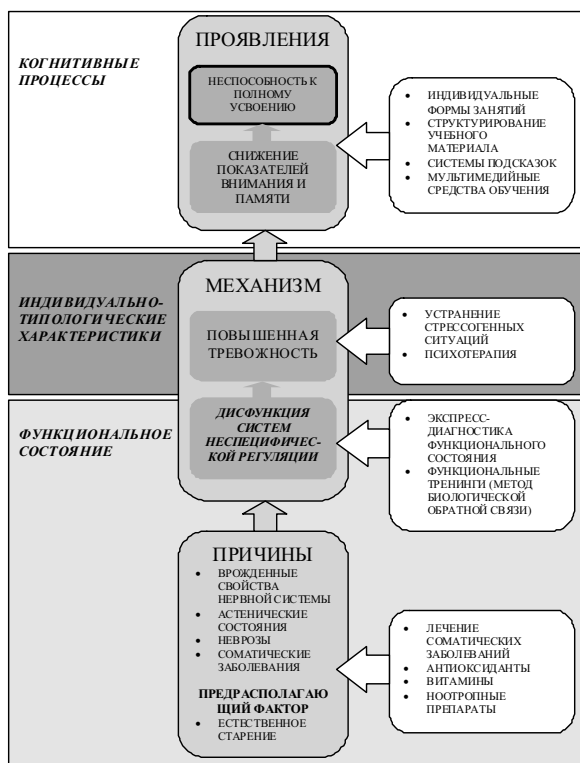 КОГНИТИВНЫЕ
ПРОЦЕССЫ
ПРОЯВЛЕНИЯ
НЕСПОСОБНОСТЬ К
ПОЛНОМУ
УСВОЕНИЮ
СНИЖЕНИЕ
ПОКАЗАТЕЛЕЙ
ВНИМАНИЯ И
ПАМЯТИ
• ИНДИВИДУАЛЬНЫЕ
ФОРМЫ ЗАНЯТИЙ
• СТРУКТУРИРОВАНИЕ
УЧЕБНОГО
МАТЕРИАЛА
• СИСТЕМЫ ПОДСКАЗОК
• МУЛЬТИМЕДИЙНЫЕ
СРЕДСТВА ОБУЧЕНИЯ
ИНДИВИДУАЛЬНО-
ТИПОЛОГИЧЕСКИЕ
ХАРАКТЕРИСТИКИ
МЕХАНИЗМ
ПОВЫШЕННАЯ
ТРЕВОЖНОСТЬ
• УСТРАНЕНИЕ
СТРЕССОГЕННЫХ
СИТУАЦИЙ
• ПСИХОТЕРАПИЯ
ФУНКЦИОНАЛЬНОЕ
СОСТОЯНИЕ
ДИСФУНКЦИЯ
СИСТЕМ
НЕСПЕЦИФИЧЕС-
КОЙ РЕГУЛЯЦИИ
• ЭКСПРЕСС-
ДИАГНОСТИКА
ФУНКЦИОНАЛЬНОГО
СОСТОЯНИЯ
• ФУНКЦИОНАЛЬНЫЕ
ТРЕНИНГИ (МЕТОД
БИОЛОГИЧЕСКОЙ
ОБРАТНОЙ СВЯЗИ)
ПРИЧИНЫ
• ВРОЖДЕННЫЕ
СВОЙСТВА
НЕРВНОЙ СИСТЕМЫ
• АСТЕНИЧЕСКИЕ
СОСТОЯНИЯ
• НЕВРОЗЫ
• СОМАТИЧЕСКИЕ
ЗАБОЛЕВАНИЯ
ПРЕДРАСПОЛАГАЮ
ЩИЙ ФАКТОР
• ЕСТЕСТВЕННОЕ
СТАРЕНИЕ
• ЛЕЧЕНИЕ
СОМАТИЧЕСКИХ
ЗАБОЛЕВАНИЙ
• АНТИОКСИДАНТЫ
• ВИТАМИНЫ
• НООТРОПНЫЕ
ПРЕПАРАТЫ